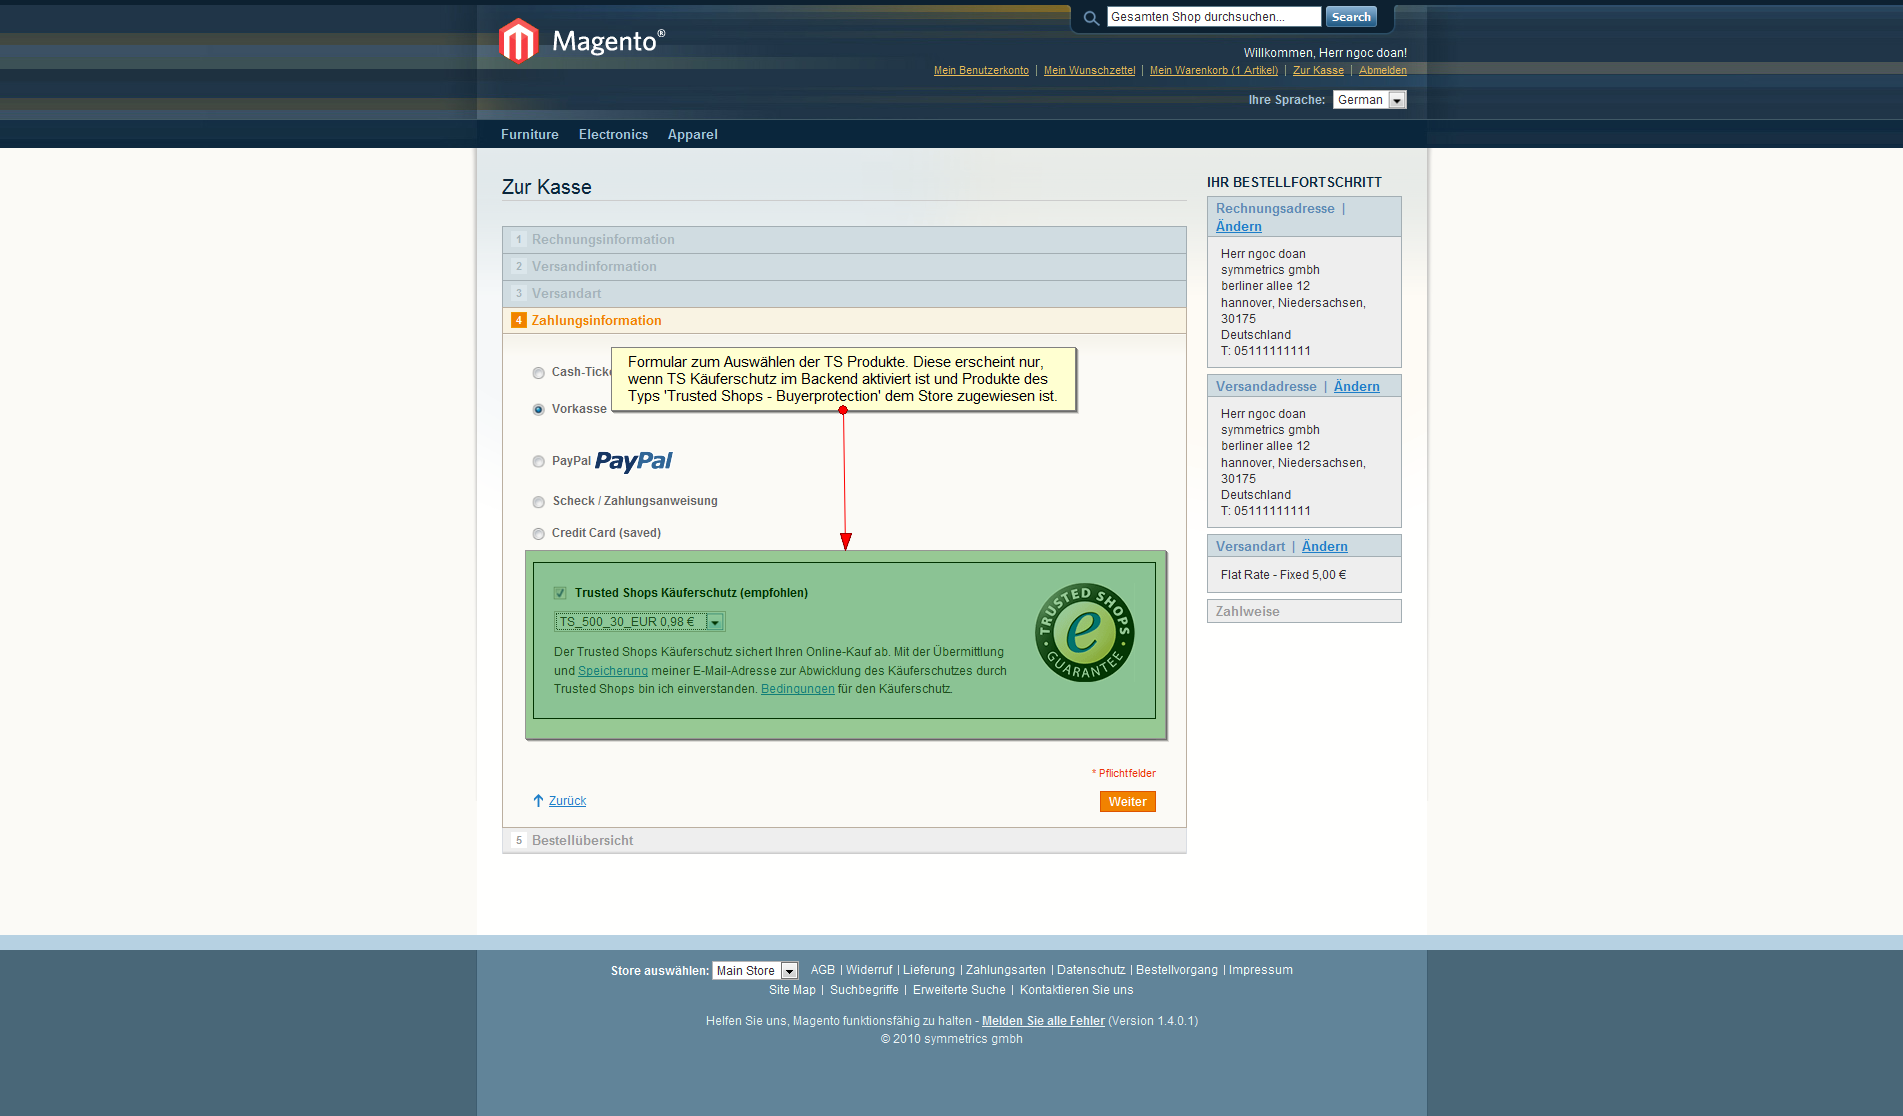 Magento®
Gesamten Shop durchsuchen...
Search
Willkommen, Herr ngoc doan!
Mein Benutzerkonto | Mein Wunschzettel | Mein Warenkorb (1 Artikel) | Zur Kasse | Abmelden
Ihre Sprache: German
Furniture Electronics Apparel
Zur Kasse
1 Rechnungsinformation
2 Versandinformation
3 Versandart
4 Zahlungsinformation
Formular zum Auswählen der TS Produkte. Diese erscheint nur,
wenn TS Käuferschutz im Backend aktiviert ist und Produkte des
Typs 'Trusted Shops - Buyerprotection' dem Store zugewiesen ist.
Cash-Ticke
Vorkasse
PayPal PayPal
Scheck / Zahlungsanweisung
Credit Card (saved)
Trusted Shops Käuferschutz (empfohlen)
TS_500_30_EUR 0,98 €
Der Trusted Shops Käuferschutz sichert Ihren Online-Kauf ab. Mit der Übermittlung
und Speicherung meiner E-Mail-Adresse zur Abwicklung des Käuferschutzes durch
Trusted Shops bin ich einverstanden. Bedingungen für den Käuferschutz.
TRUSTED SHOPS
e
GUARANTEE
* Pflichtfelder
Zurück
Weiter
5 Bestellübersicht
IHR BESTELLFORTSCHRITT
Rechnungsadresse |
Ändern
Herr ngoc doan
symmetrics gmbh
berliner allee 12
hannover, Niedersachsen,
30175
Deutschland
T: 05111111111
Versandadresse | Ändern
Herr ngoc doan
symmetrics gmbh
berliner allee 12
hannover, Niedersachsen,
30175
Deutschland
T: 05111111111
Versandart | Ändern
Flat Rate - Fixed 5,00 €
Zahlweise
Store auswählen: Main Store AGB | Widerruf | Lieferung | Zahlungsarten | Datenschutz | Bestellvorgang | Impressum
Site Map | Suchbegriffe | Erweiterte Suche | Kontaktieren Sie uns
Helfen Sie uns, Magento funktionsfähig zu halten - Melden Sie alle Fehler (Version 1.4.0.1)
© 2010 symmetrics gmbh